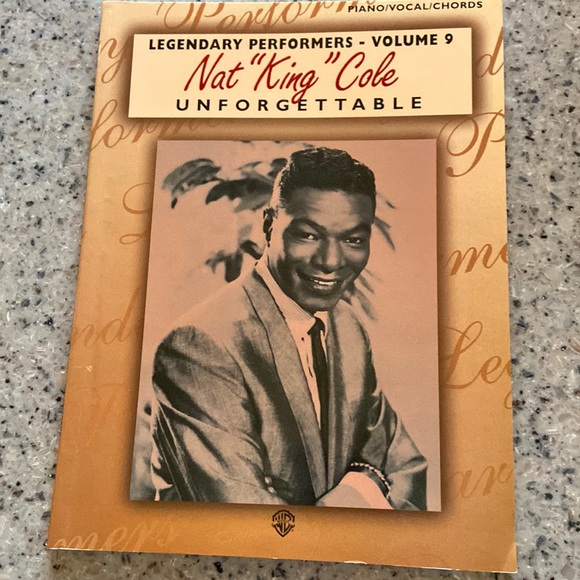 PIANO/VOCAL/CHORDS
LEGENDARY PERFORMERS - VOLUME 9
Nat "King" Cole
UNFORGETTABLE